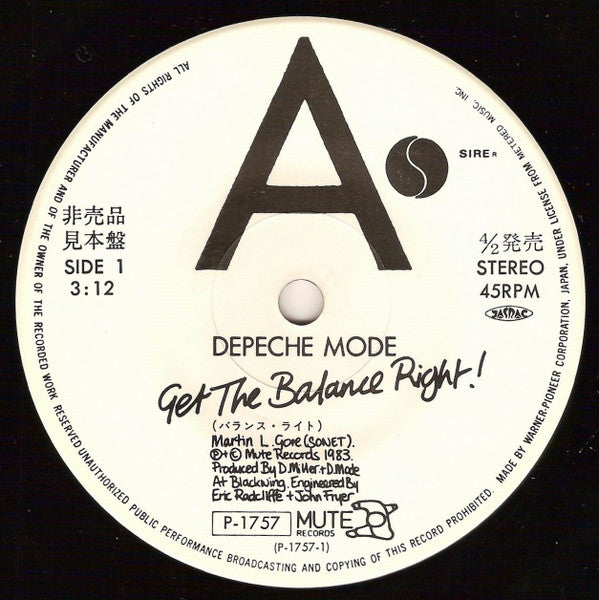 A
SIRE R
非売品
見本盤
SIDE 1
3:12
4/2発売
STEREO
45RPM
JASRAC
DEPECHE MODE
Get The Balance Right!
(バランス・ライト)
Martin L. Gore (SONET).
Ⓟ+© Mute Records 1983.
Produced By D. Miller + D. Mode
At Blackwing. Engineered By
Eric Radcliffe + John Fryer
P-1757
MUTE
RECORDS
(P-1757-1)
ALL RIGHTS OF THE MANUFACTURER AND OF THE OWNER OF THE RECORDED WORK RESERVED UNAUTHORIZED PUBLIC PERFORMANCE BROADCASTING AND COPYING OF THIS RECORD PROHIBITED. MADE BY WARNER-PIONEER CORPORATION, JAPAN, UNDER LICENSE FROM METERED MUSIC, INC.